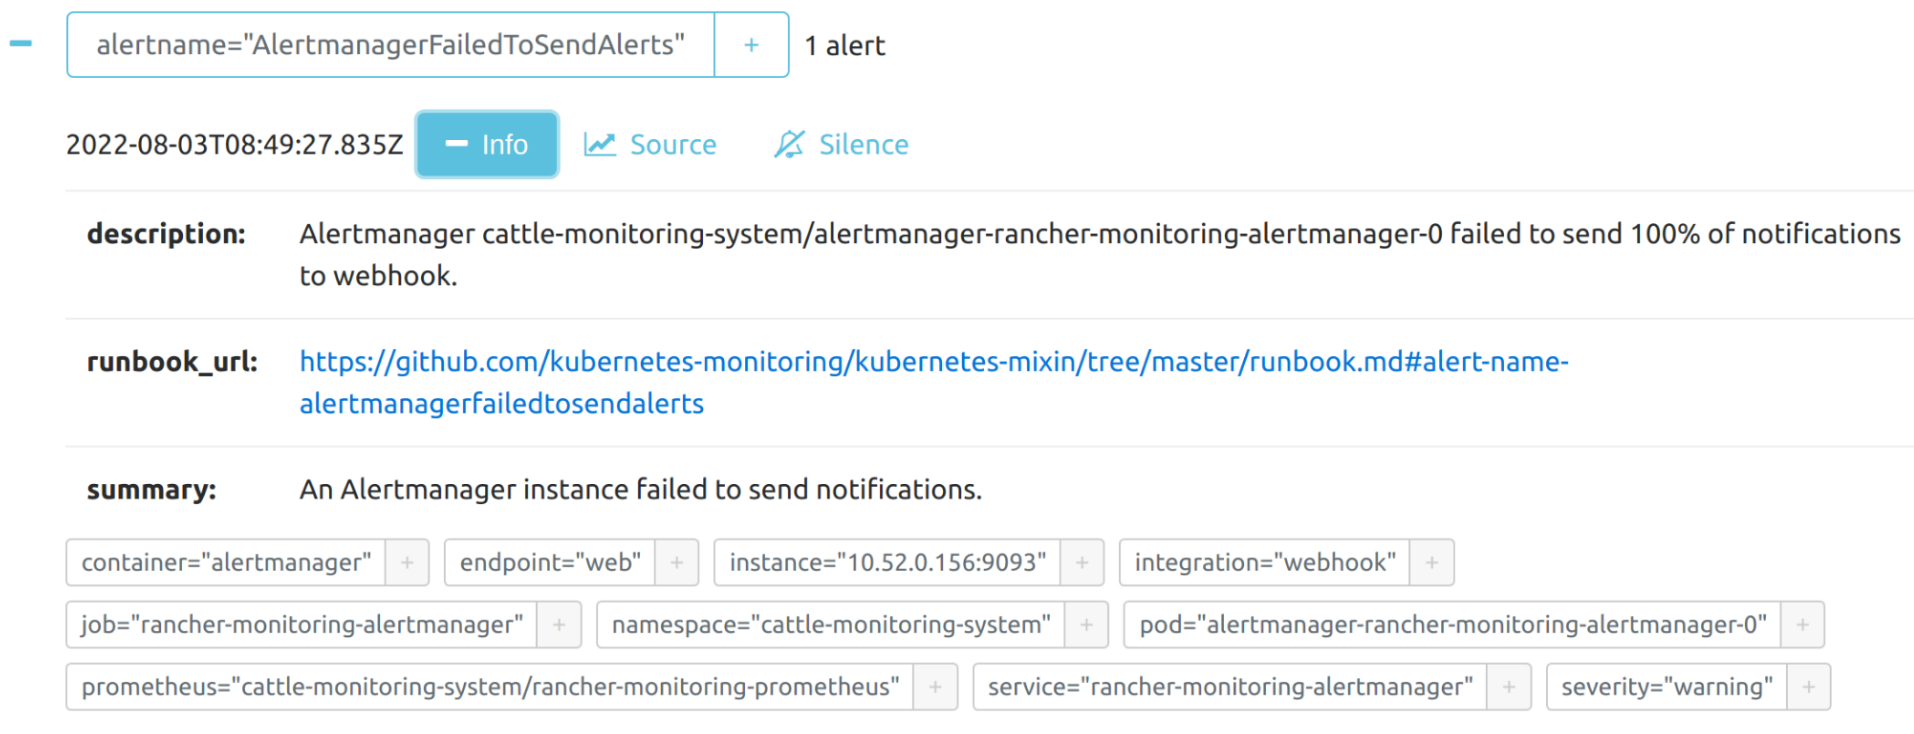 alertname="AlertmanagerFailedToSendAlerts" + 1 alert
2022-08-03T08:49:27.835Z Info Source Silence
description: Alertmanager cattle-monitoring-system/alertmanager-rancher-monitoring-alertmanager-0 failed to send 100% of notifications
to webhook.
runbook_url: https://github.com/kubernetes-monitoring/kubernetes-mixin/tree/master/runbook.md#alert-name-
alertmanagerfailedtosendalerts
summary: An Alertmanager instance failed to send notifications.
container="alertmanager" + endpoint="web" + instance="10.52.0.156:9093" + integration="webhook" +
job="rancher-monitoring-alertmanager" + namespace="cattle-monitoring-system" + pod="alertmanager-rancher-monitoring-alertmanager-0" +
prometheus="cattle-monitoring-system/rancher-monitoring-prometheus" + service="rancher-monitoring-alertmanager" + severity="warning" +